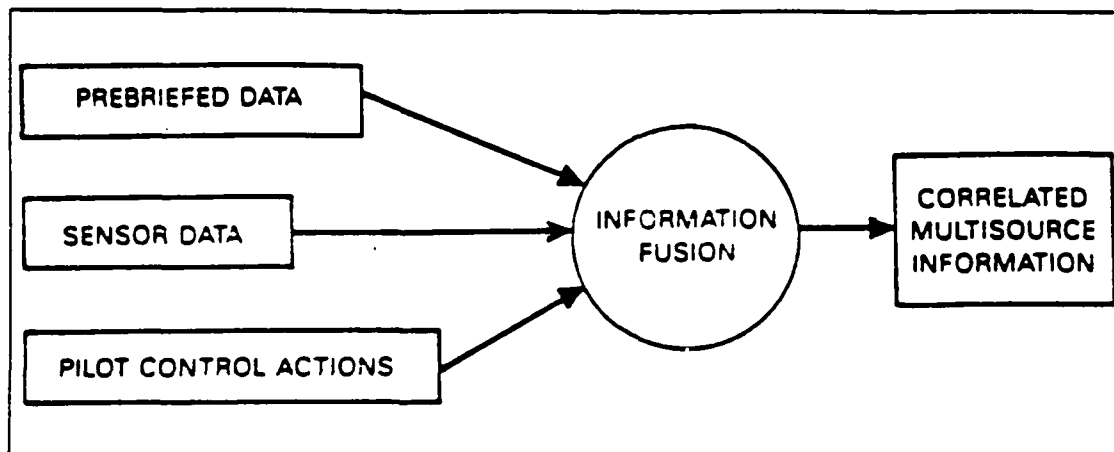 PREBRIEFED DATA
SENSOR DATA
PILOT CONTROL ACTIONS
INFORMATION
FUSION
CORRELATED
MULTISOURCE
INFORMATION